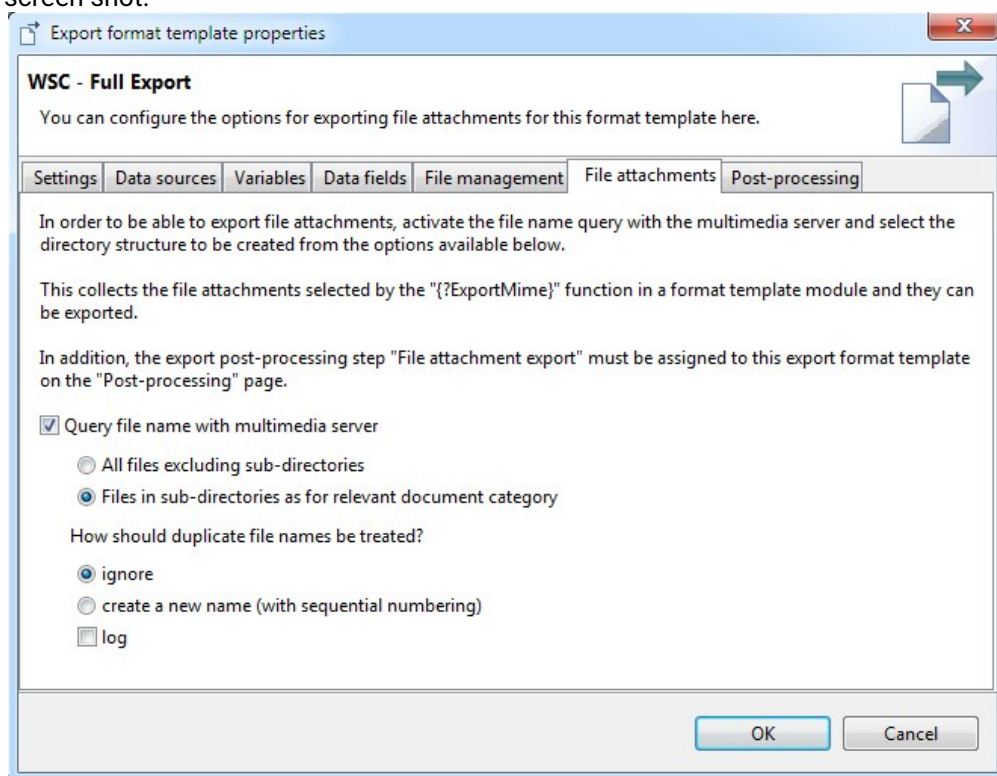 screen shot.
Export format template properties
WSC - Full Export
You can configure the options for exporting file attachments for this format template here.
Settings Data sources Variables Data fields File management File attachments Post-processing
In order to be able to export file attachments, activate the file name query with the multimedia server and select the
directory structure to be created from the options available below.
This collects the file attachments selected by the "{?ExportMime}" function in a format template module and they can
be exported.
In addition, the export post-processing step "File attachment export" must be assigned to this export format template
on the "Post-processing" page.
Query file name with multimedia server
All files excluding sub-directories
Files in sub-directories as for relevant document category
How should duplicate file names be treated?
ignore
create a new name (with sequential numbering)
log
OK Cancel